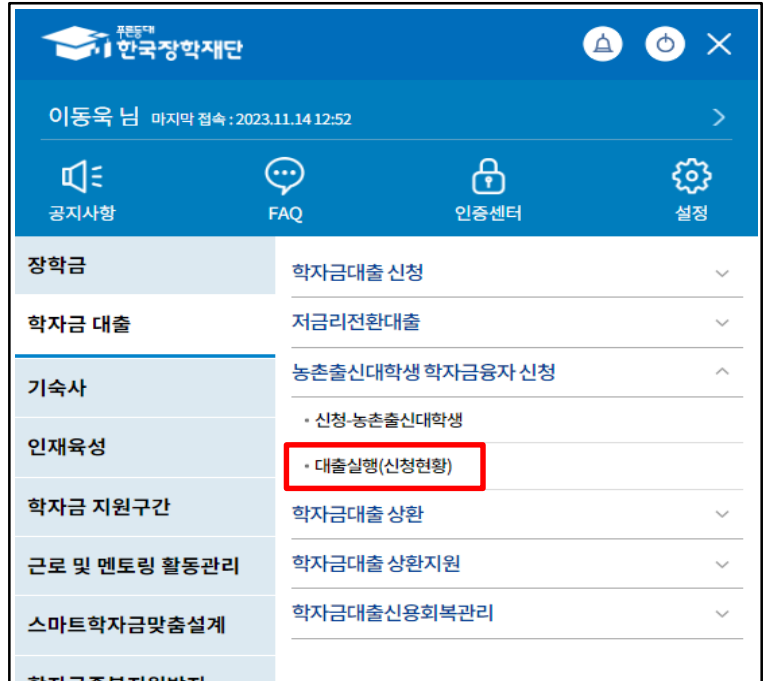 푸른등대
한국장학재단
이동욱 님 마지막 접속 : 2023.11.14 12:52
공지사항
FAQ
인증센터
설정
장학금
학자금 대출
기숙사
인재육성
학자금 지원구간
근로 및 멘토링 활동관리
스마트학자금맞춤설계
학자금대출 신청
저금리전환대출
농촌출신대학생 학자금융자 신청
• 신청-농촌출신대학생
• 대출실행(신청현황)
학자금대출 상환
학자금대출 상환지원
학자금대출신용회복관리